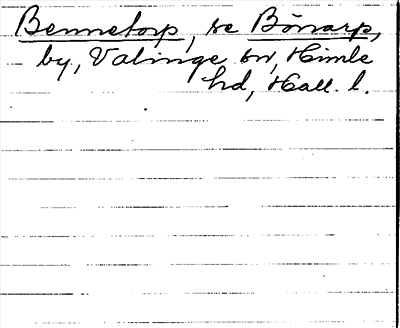 Bennetorp, se Bönarp,
by, Valinge sn, Himle
hd, Hall. l.